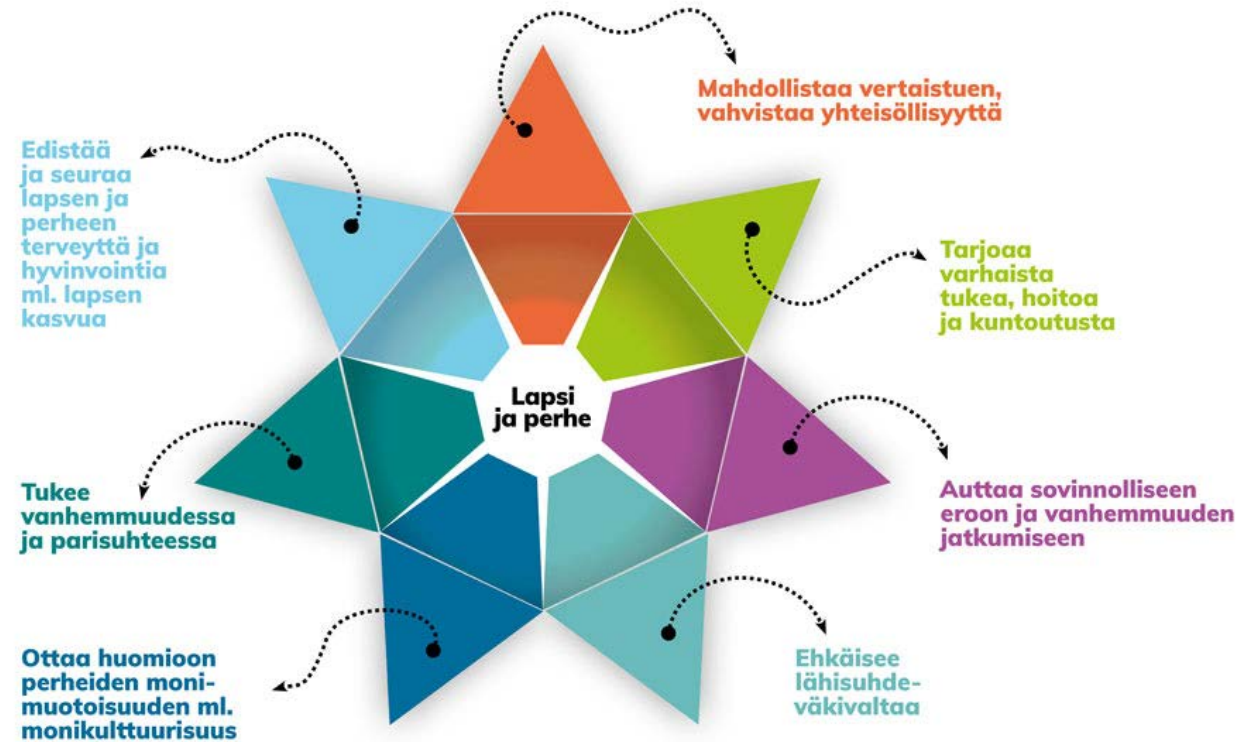 Mahdollistaa vertaistuen,
vahvistaa yhteisöllisyyttä
Edistää
ja seuraa
lapsen ja
perheen
terveyttä ja
hyvinvointia
ml. lapsen
kasvua
Tarjoaa
varhaista
tukea, hoitoa
ja kuntoutusta
Lapsi
ja perhe
Tukee
vanhemmuudessa
ja parisuhteessa
Auttaa sovinnolliseen
eroon ja vanhemmuuden
jatkumiseen
Ottaa huomioon
perheiden moni-
muotoisuuden ml.
monikulttuurisuus
Ehkäisee
lähisuhde-
väkivaltaa